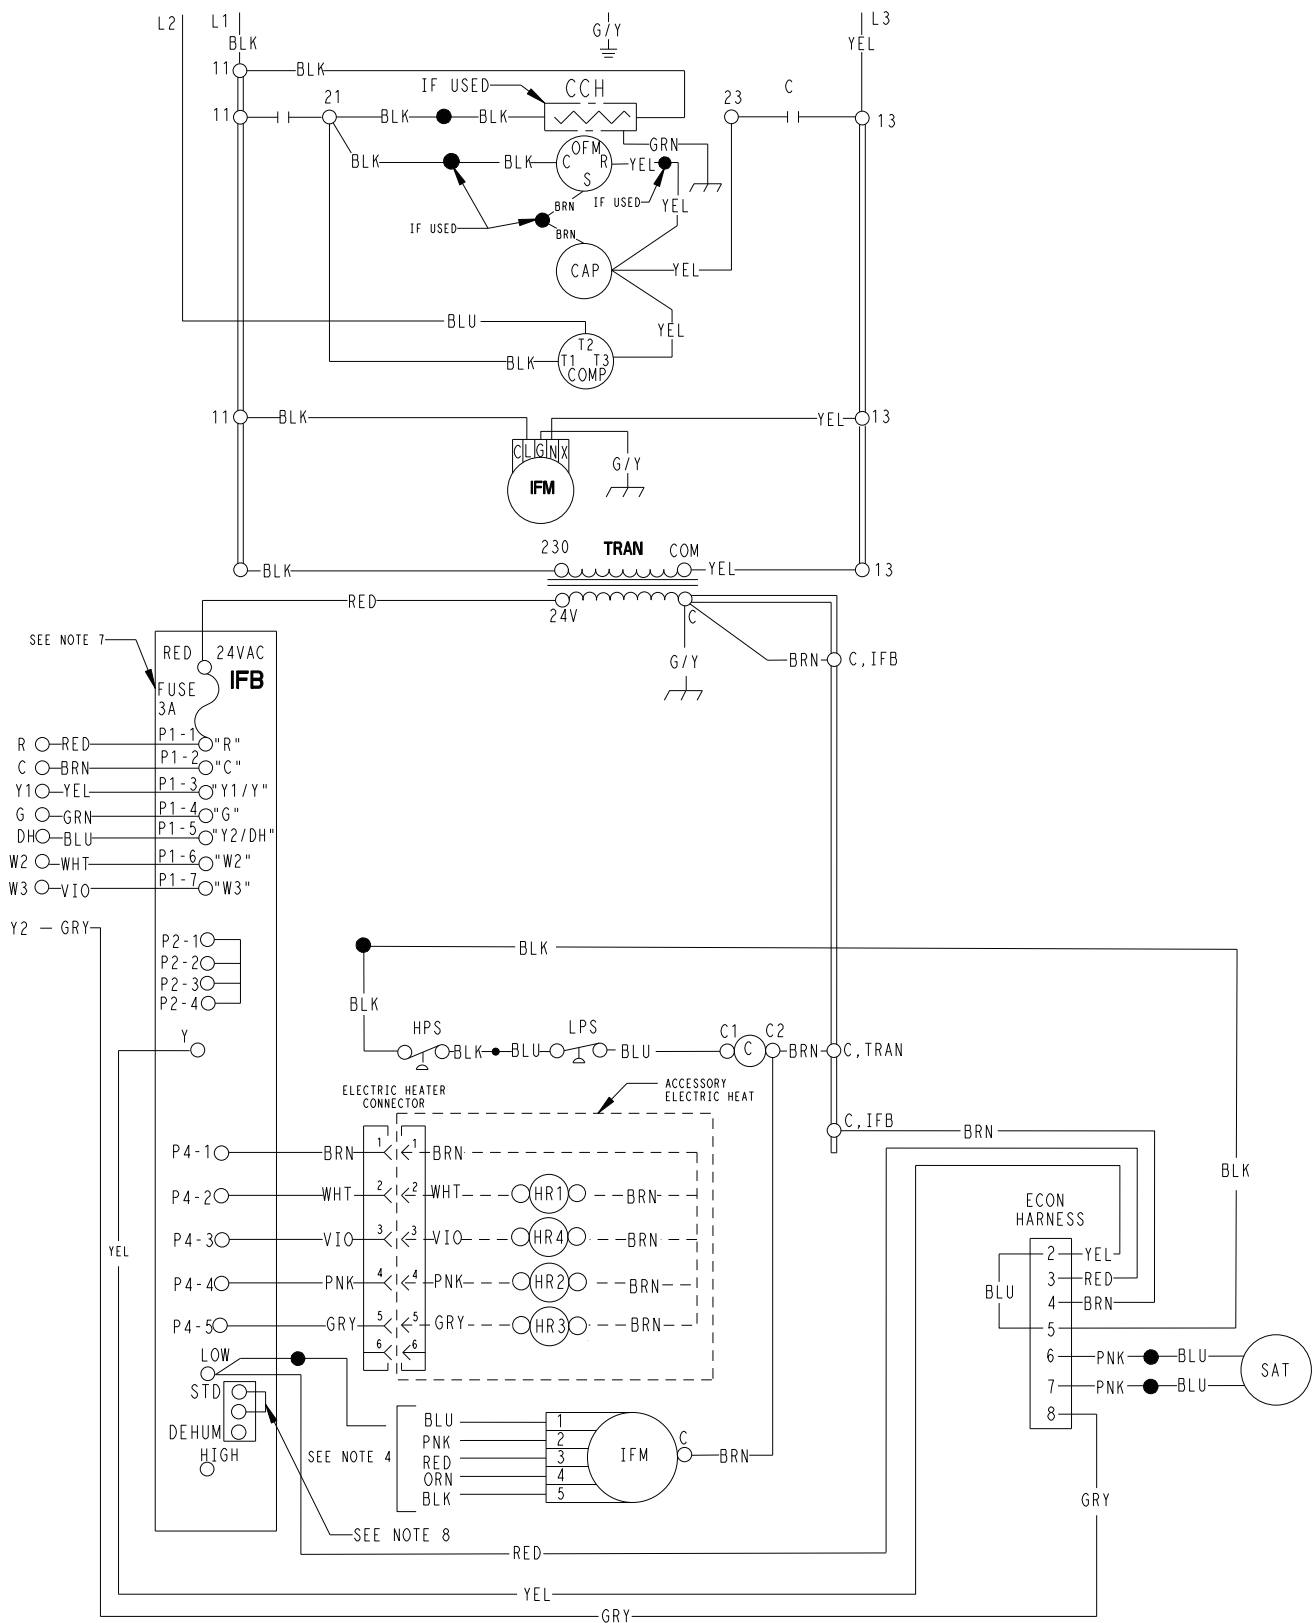 L2
L1
G/Y
L3
BLK
YEL
11
BLK
IF USED
CCH
C
21
23
11
BLK
BLK
13
GRN
BLK
BLK
OFM
C
R
S
YEL
IF USED
BRN
YEL
IF USED
BRN
CAP
YEL
BLU
YEL
T2
T1
T3
COMP
BLK
11
BLK
YEL
13
C L G N X
G/Y
IFM
230
TRAN
COM
BLK
YEL
13
RED
24V
C
SEE NOTE 7
RED
24VAC
G/Y
BRN
C,IFB
IFB
FUSE
3A
R
RED
P1-1
"R"
C
BRN
P1-2
"C"
Y1
YEL
P1-3
"Y1/Y"
G
GRN
P1-4
"G"
DH
BLU
P1-5
"Y2/DH"
W2
WHT
P1-6
"W2"
W3
VIO
P1-7
"W3"
Y2 — GRY
P2-1
P2-2
P2-3
P2-4
BLK
BLK
Y
HPS
LPS
C1
C2
BLK
BLU
BLU
C
BRN
C,TRAN
ELECTRIC HEATER
CONNECTOR
ACCESSORY
ELECTRIC HEAT
C,IFB
BRN
P4-1
BRN
1
1
BRN
BLK
P4-2
WHT
2
2
WHT
HR1
BRN
P4-3
VIO
3
3
VIO
HR4
BRN
P4-4
PNK
4
4
PNK
HR2
BRN
P4-5
GRY
5
5
GRY
HR3
BRN
6
6
YEL
ECON
HARNESS
2
YEL
3
RED
BLU
4
BRN
5
6
PNK
BLU
7
PNK
BLU
SAT
8
LOW
STD
DEHUM
HIGH
SEE NOTE 4
BLU
1
PNK
2
RED
3
ORN
4
BLK
5
IFM
C
BRN
GRY
SEE NOTE 8
RED
YEL
GRY